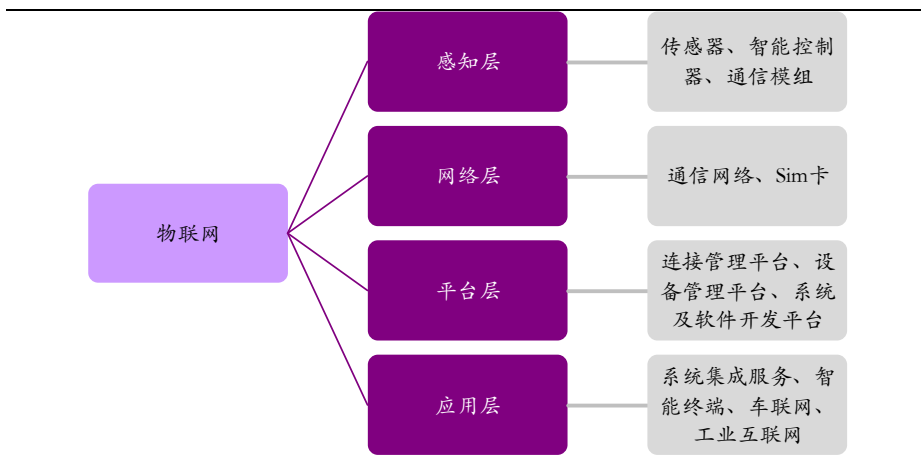 物联网
感知层
传感器、智能控制
器、通信模组
网络层
通信网络、Sim卡
平台层
连接管理平台、设
备管理平台、系统
及软件开发平台
应用层
系统集成服务、智
能终端、车联网、
工业互联网